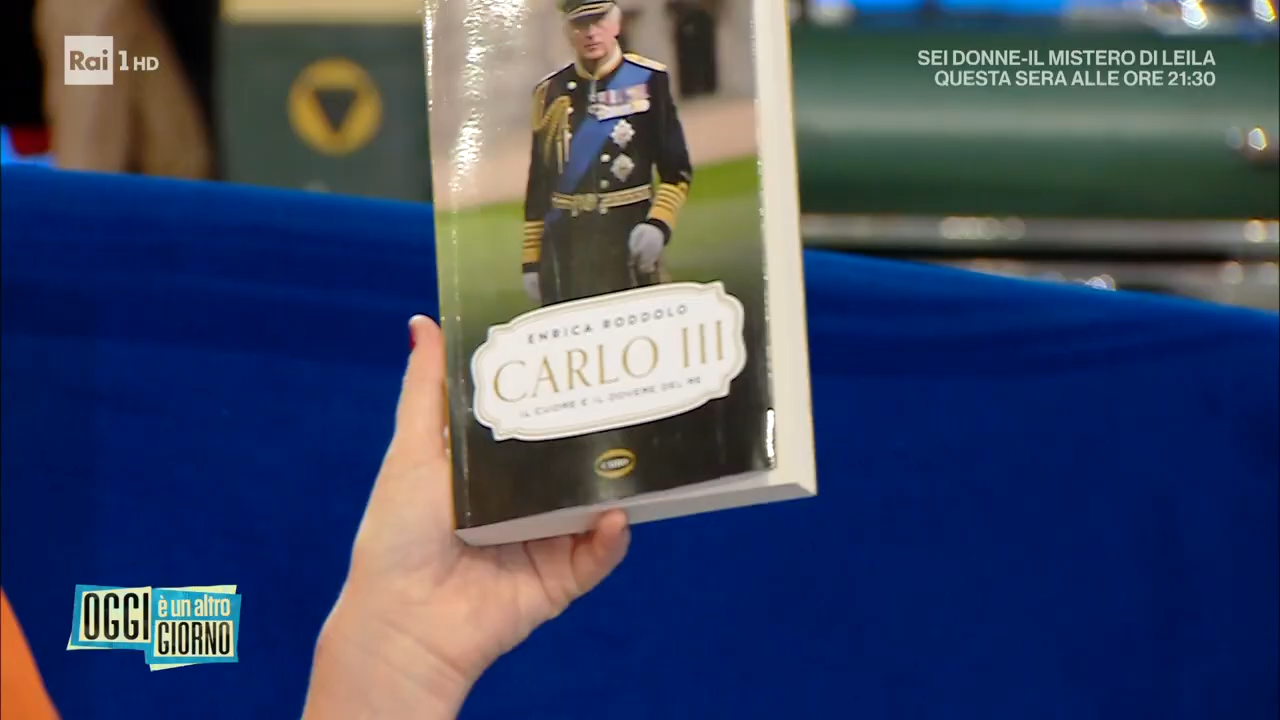 Rai 1 HD
SEI DONNE-IL MISTERO DI LEILA
QUESTA SERA ALLE ORE 21:30
ENRICA RODDOLO
CARLO III
IL CUORE E IL DOVERE DEL RE
OGGI
è un altro
GIORNO